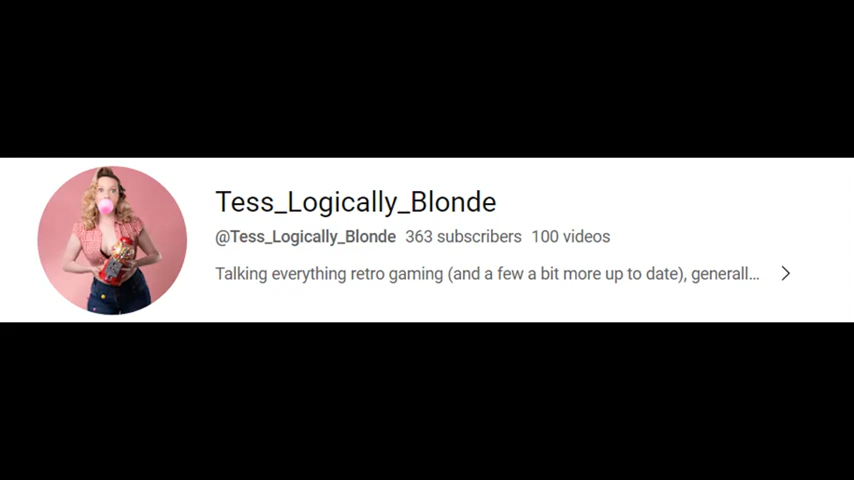 Tess_Logically_Blonde
@Tess_Logically_Blonde 363 subscribers 100 videos
Talking everything retro gaming (and a few a bit more up to date), generall...